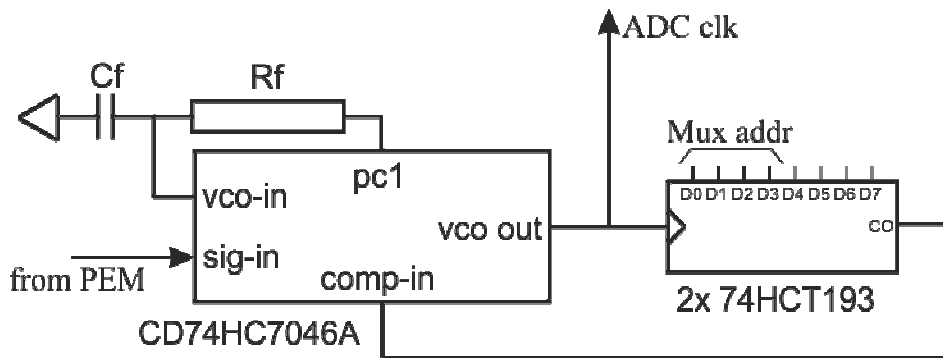 ADC clk
Cf
Rf
Mux addr
pc1
D0 D1 D2 D3 D4 D5 D6 D7
vco-in
vco out
CO
sig-in
from PEM
comp-in
2x 74HCT193
CD74HC7046A